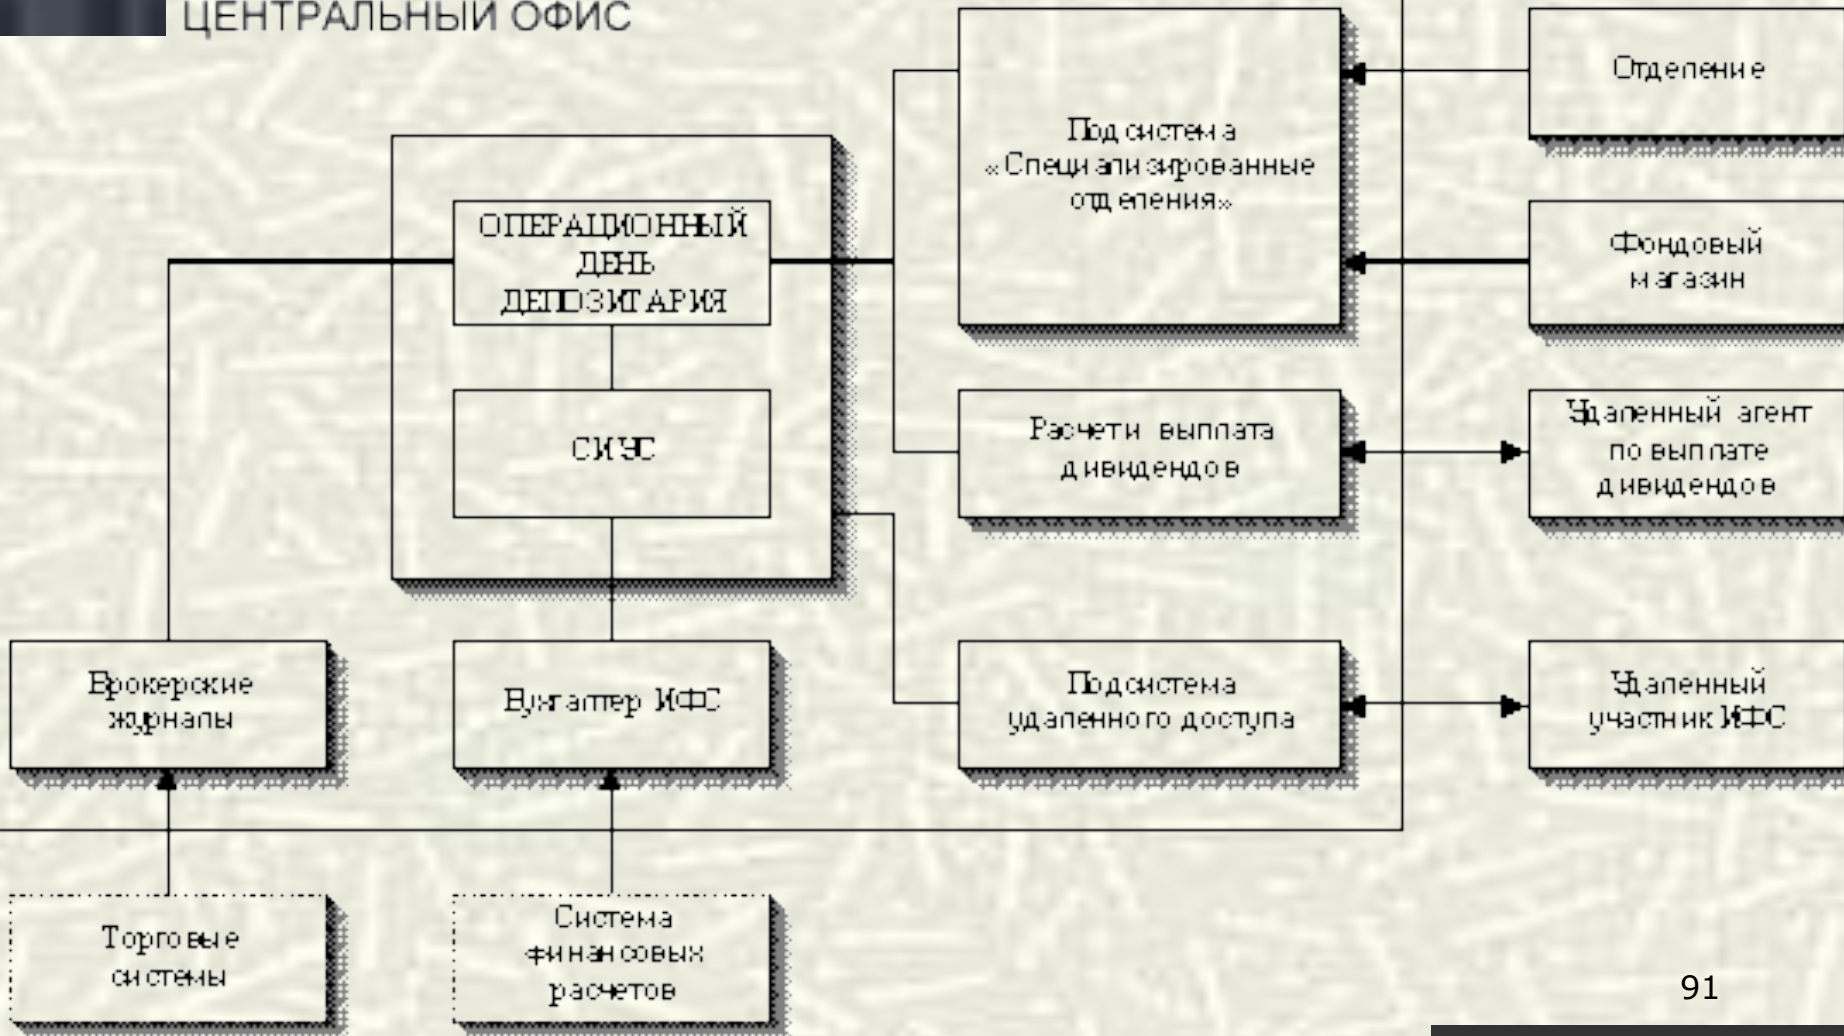 ЦЕНТРАЛЬНЫЙ ОФИС
Подсистема
«Специализированные
отделения»
Отделение
Фондовый
магазин
ОПЕРАЦИОННЫЙ
ДЕНЬ
ДЕПОЗИТАРИЯ
СИУС
Расчет и выплата
дивидендов
Удаленный агент
по выплате
дивидендов
Брокерские
журналы
Бухгалтер ИФС
Подсистема
удаленного доступа
Удаленный
участник ИФС
Торговые
системы
Система
финансовых
расчетов
91